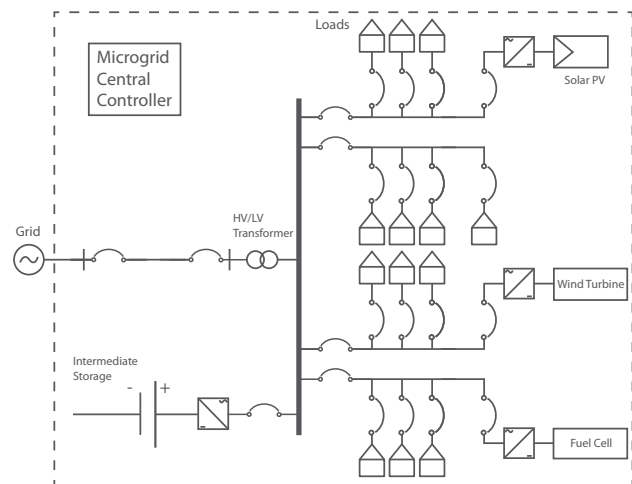 Microgrid
Central
Controller
Loads
Solar PV
Grid
HV/LV
Transformer
Wind Turbine
Intermediate
Storage
- +
Fuel Cell